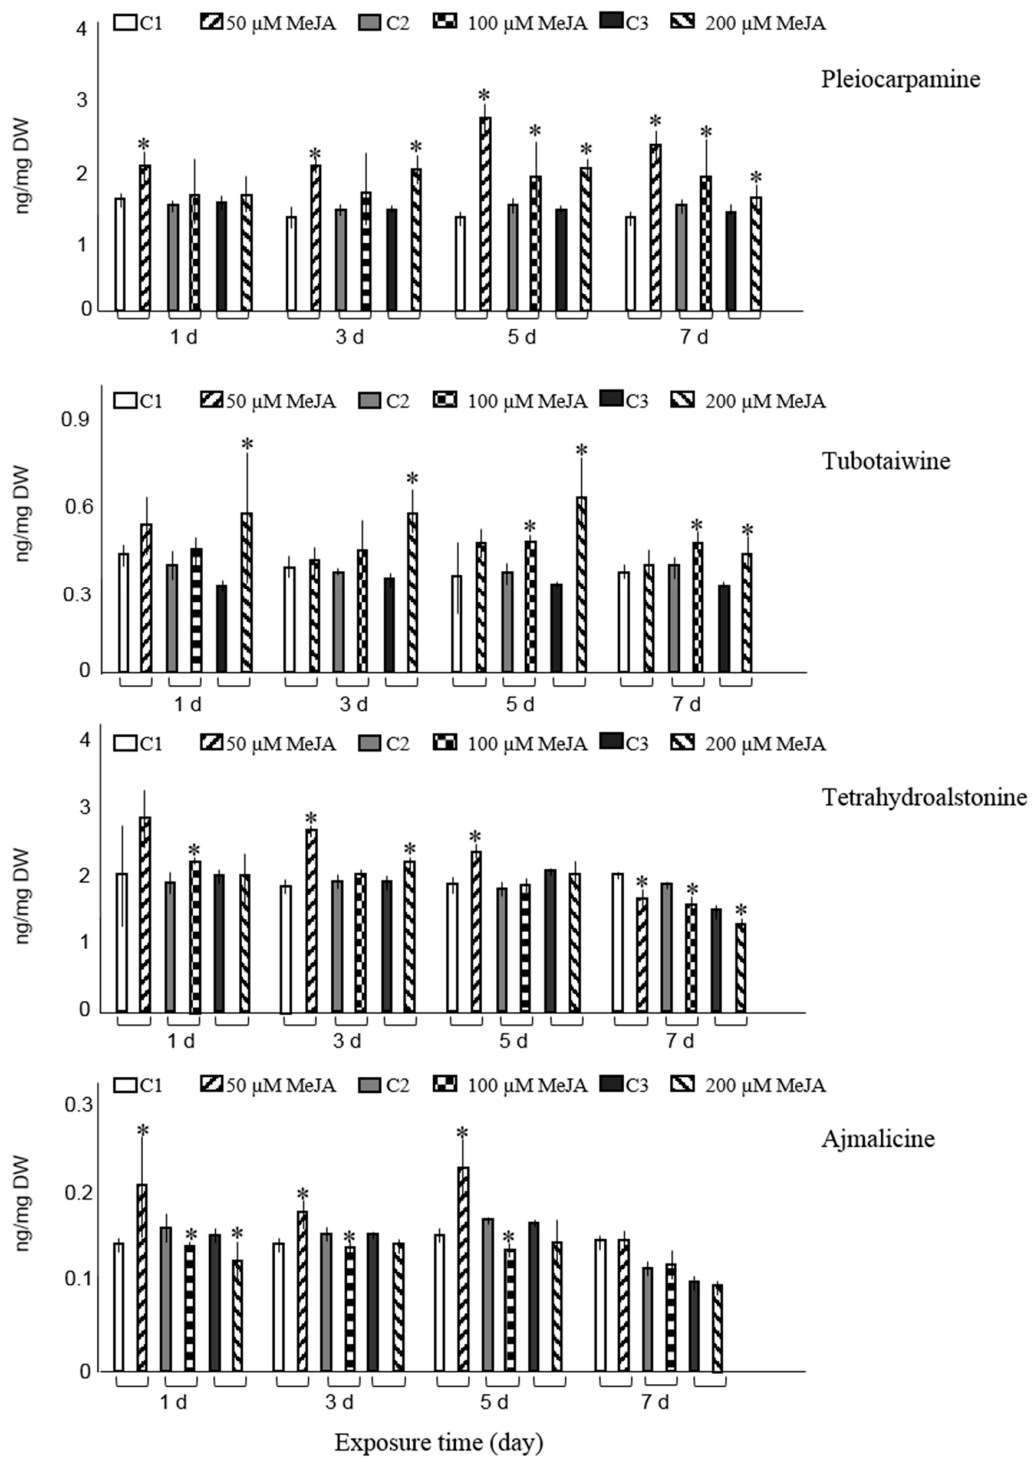 4
C1 50 μM MeJA C2 100 μM MeJA C3 200 μM MeJA
Pleiocarpamine
3
ng/mg DW
2
1
0
* * * * * * * * *
1 d 3 d 5 d 7 d
C1 50 μM MeJA C2 100 μM MeJA C3 200 μM MeJA
0.9
Tubotaiwine
ng/mg DW
0.6
0.3
0
* * * * * *
1 d 3 d 5 d 7 d
C1 50 μM MeJA C2 100 μM MeJA C3 200 μM MeJA
4
Tetrahydroalstonine
3
ng/mg DW
2
1
0
* * * * * * *
1 d 3 d 5 d 7 d
C1 50 μM MeJA C2 100 μM MeJA C3 200 μM MeJA
0.3
Ajmalicine
ng/mg DW
0.2
0.1
0
* * * * * * *
1 d 3 d 5 d 7 d
Exposure time (day)